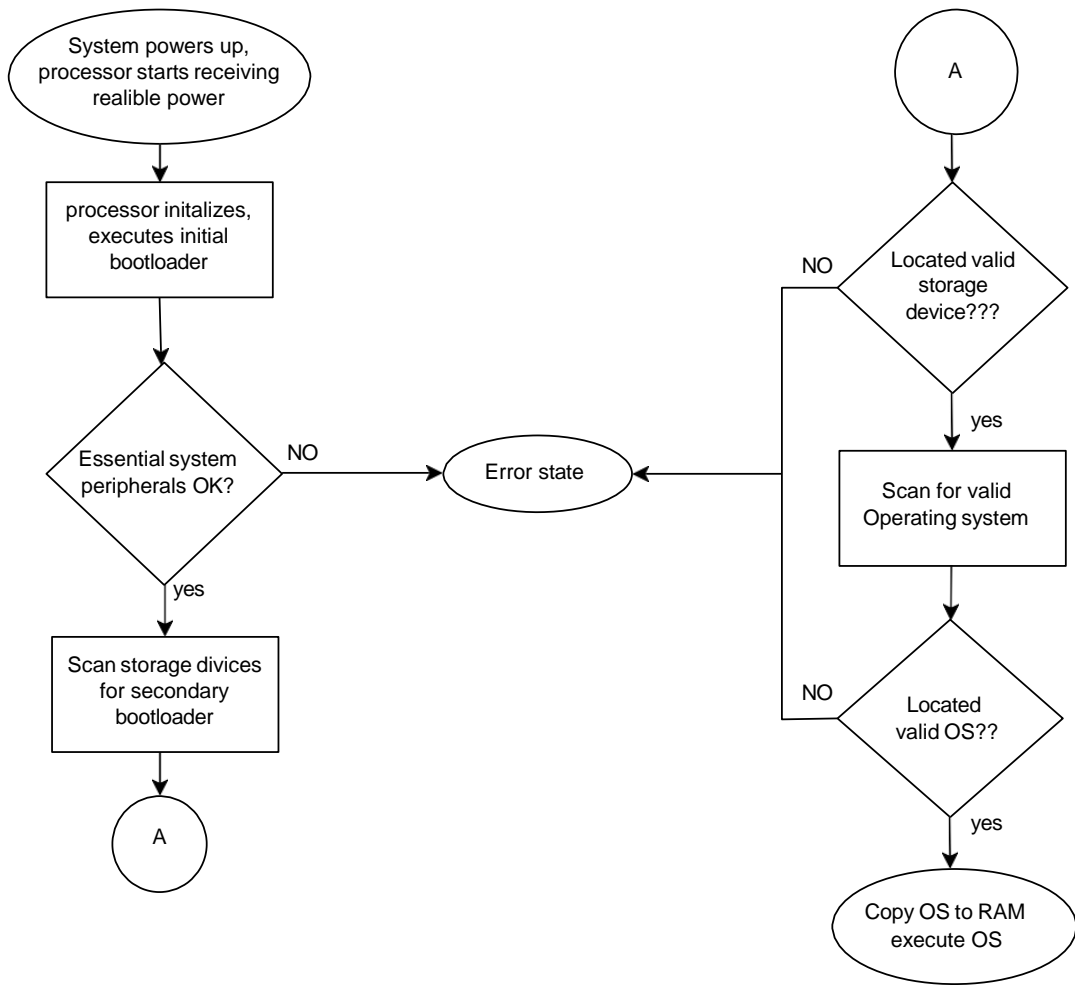 System powers up,
processor starts receiving
realible power
processor initalizes,
executes initial
bootloader
Essential system
peripherals OK?
NO
yes
Scan storage divices
for secondary
bootloader
A
Error state
A
Located valid
storage
device???
NO
yes
Scan for valid
Operating system
Located
valid OS??
NO
yes
Copy OS to RAM
execute OS